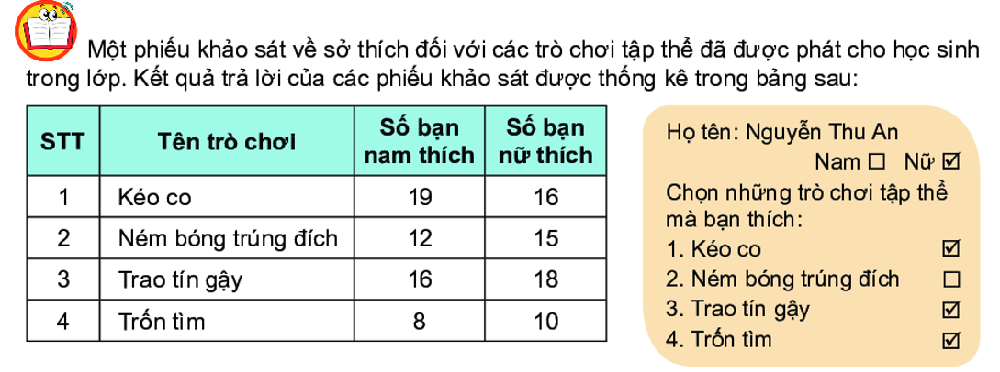 Một phiếu khảo sát về sở thích đối với các trò chơi tập thể đã được phát cho học sinh
trong lớp. Kết quả trả lời của các phiếu khảo sát được thống kê trong bảng sau:
STT Tên trò chơi Số bạn nam thích Số bạn nữ thích
1 Kéo co 19 16
2 Ném bóng trúng đích 12 15
3 Trao tín gậy 16 18
4 Trốn tìm 8 10
Họ tên: Nguyễn Thu An
Nam ☐ Nữ ☑
Chọn những trò chơi tập thể
mà bạn thích:
1. Kéo co ☑
2. Ném bóng trúng đích ☐
3. Trao tín gậy ☑
4. Trốn tìm ☑